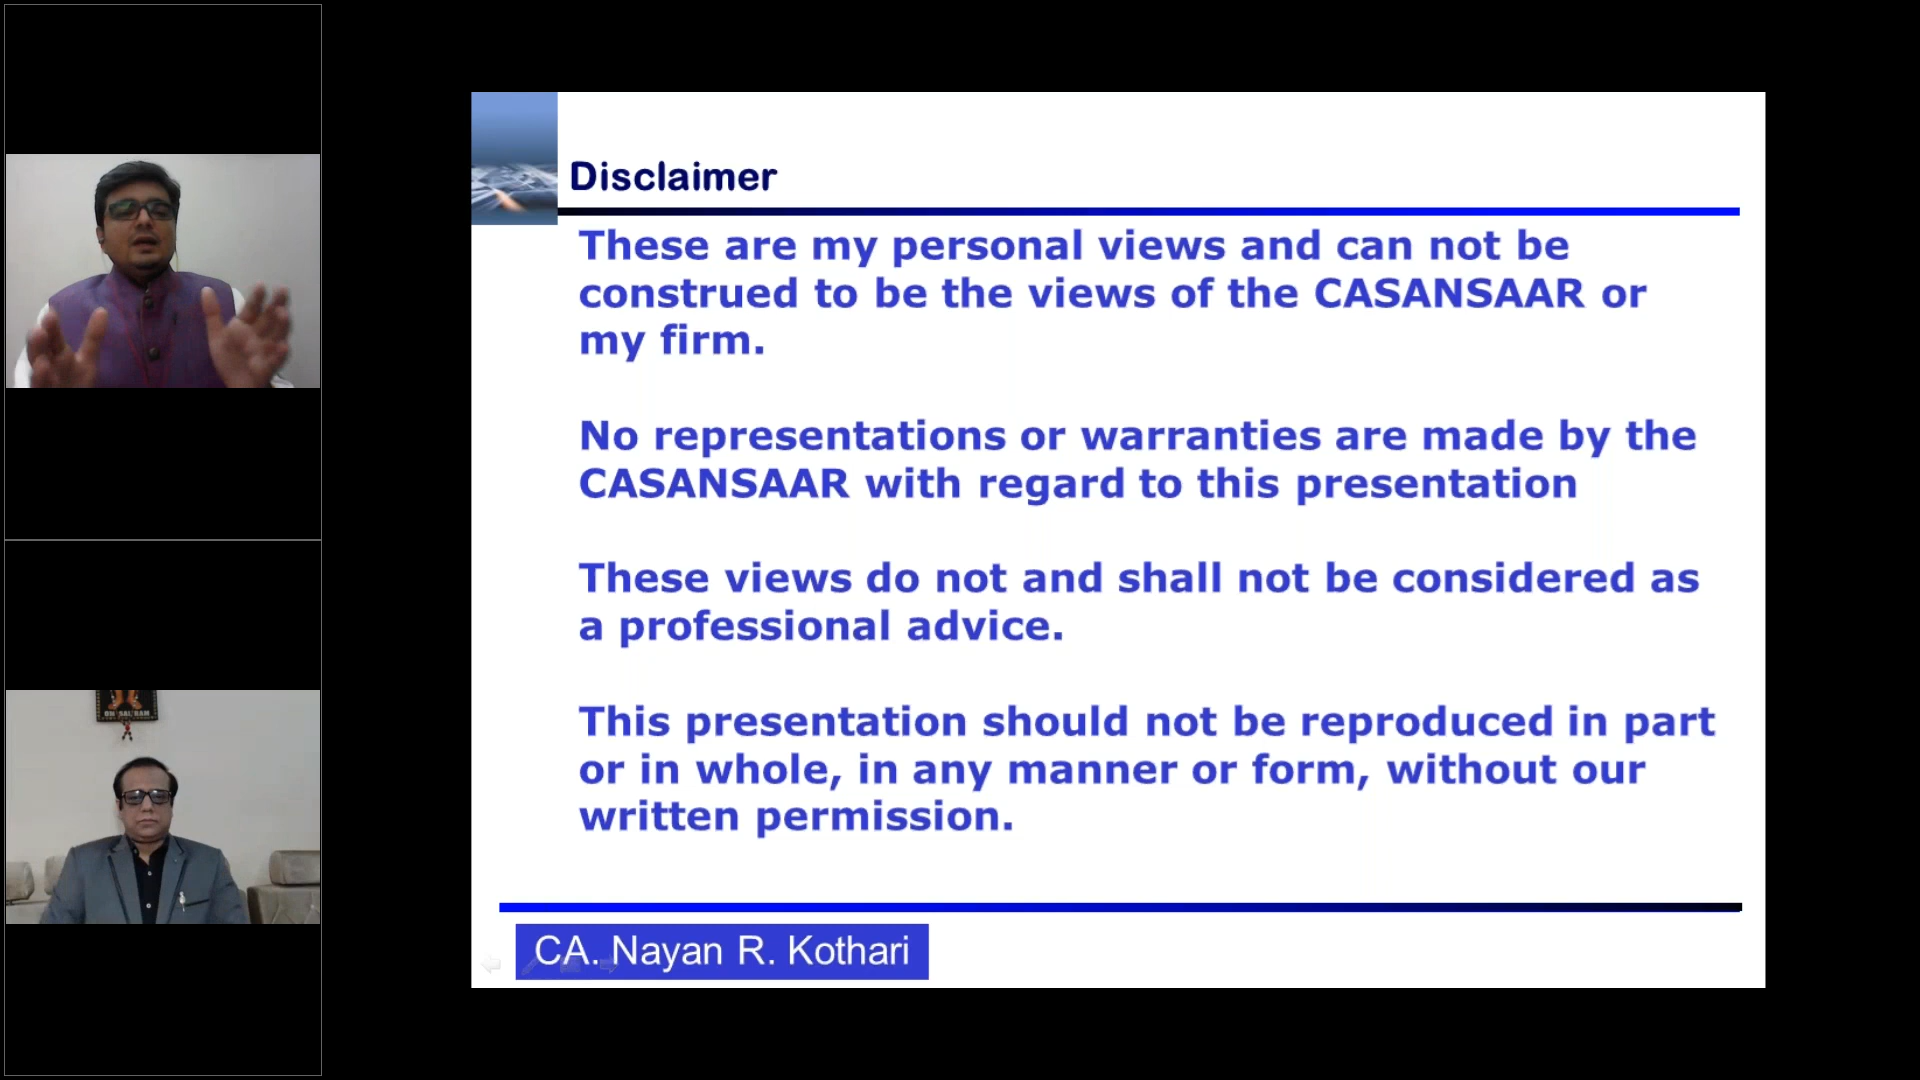 Disclaimer
These are my personal views and can not be
construed to be the views of the CASANSAAR or
my firm.
No representations or warranties are made by the
CASANSAAR with regard to this presentation
These views do not and shall not be considered as
a professional advice.
This presentation should not be reproduced in part
or in whole, in any manner or form, without our
written permission.
CA. Nayan R. Kothari